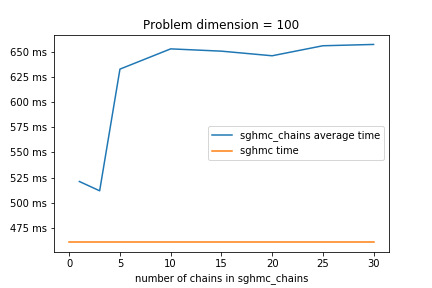 Problem dimension = 100
650 ms
625 ms
600 ms
575 ms
550 ms
525 ms
500 ms
475 ms
sghmc_chains average time
sghmc time
0 5 10 15 20 25 30
number of chains in sghmc_chains